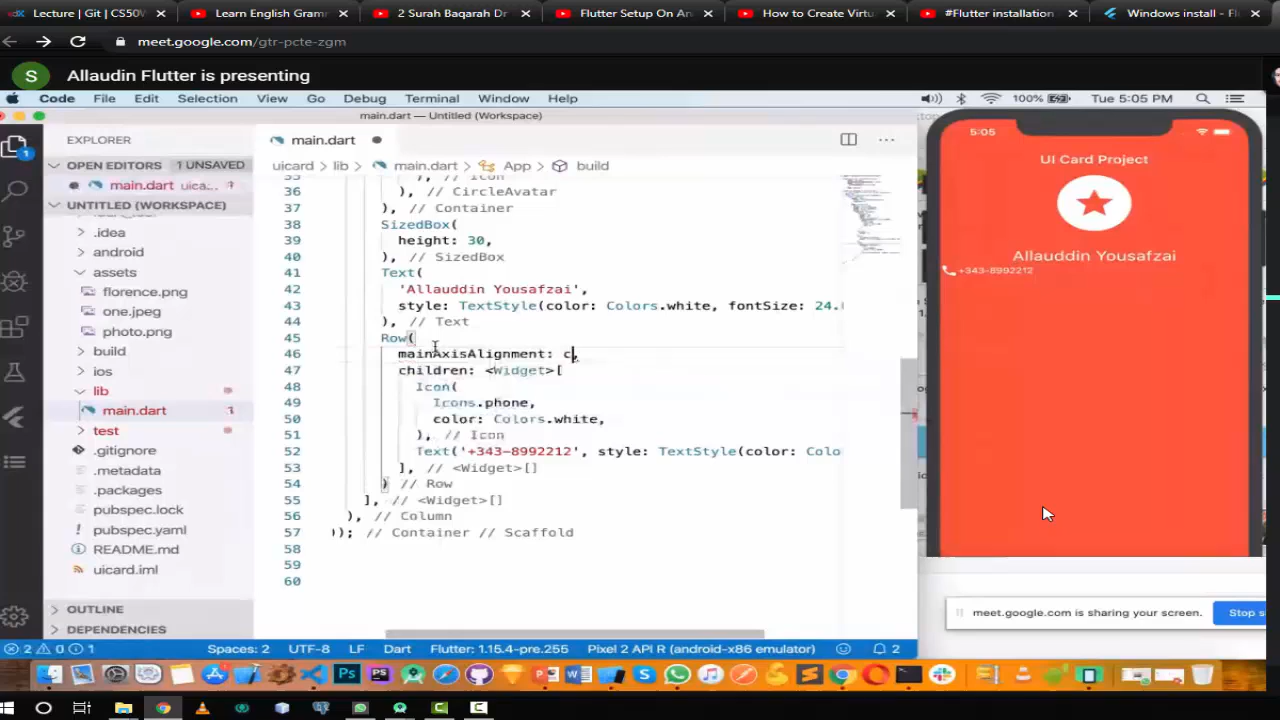 Lecture | Git | CS50W
Learn English Gram
2 Surah Baqarah Dr
Flutter Setup On An
How to Create Virtu
#Flutter installation
Windows install - Fl
meet.google.com/gtr-pcte-zgm
S
Allaudin Flutter is presenting
Code File Edit Selection View Go Debug Terminal Window Help
100%
Tue 5:05 PM
main.dart — Untitled (Workspace)
EXPLORER
OPEN EDITORS 1 UNSAVED
main.dart uica... 1
UNTITLED (WORKSPACE)
.idea
android
assets
florence.png
one.jpeg
photo.png
build
ios
lib
main.dart 1
test
.gitignore
.metadata
.packages
pubspec.lock
pubspec.yaml
README.md
uicard.iml
OUTLINE
DEPENDENCIES
1
main.dart
uicard > lib > main.dart > App > build
35 ), // Icon
36 ), // CircleAvatar
37 ), // Container
38 SizedBox(
39 height: 30,
40 ), // SizedBox
41 Text(
42 'Allauddin Yousafzai',
43 style: TextStyle(color: Colors.white, fontSize: 24.
44 ), // Text
45 Row(
46 mainAxisAlignment: c,
47 children: <Widget>[
48 Icon(
49 Icons.phone,
50 color: Colors.white,
51 ), // Icon
52 Text('+343-8992212', style: TextStyle(color: Colo
53 ], // <Widget>[]
54 ) // Row
55 ], // <Widget>[]
56 ), // Column
57 )); // Container // Scaffold
58
59
60
5:05
UI Card Project
Allauddin Yousafzai
+343-8992212
meet.google.com is sharing your screen.
Stop s
2 0 1
Spaces: 2 UTF-8 LF Dart Flutter: 1.15.4-pre.255 Pixel 2 API R (android-x86 emulator) 2
Ps
PS